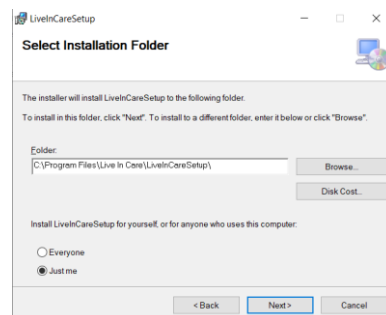 LiveInCareSetup
Select Installation Folder
The installer will install LiveInCareSetup to the following folder.
To install in this folder, click "Next". To install to a different folder, enter it below or click "Browse".
Folder:
C:\Program Files\Live In Care\LiveInCareSetup\
Browse...
Disk Cost...
Install LiveInCareSetup for yourself, or for anyone who uses this computer:
Everyone
Just me
< Back
Next >
Cancel